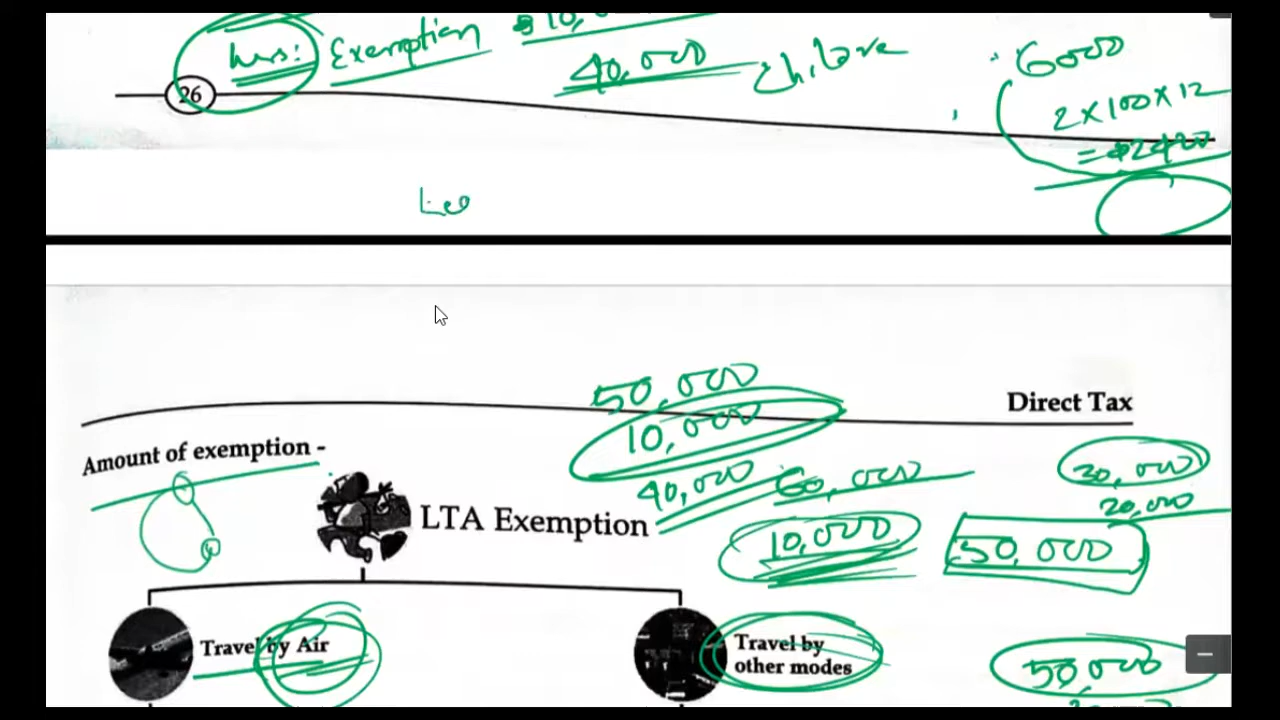 Ans: Exemption
40,000
6000
26
2×100×12
= 2400
Direct Tax
50,000
10,000
40,000
60,000
10,000
30,000
20,000
50,000
Amount of exemption -
LTA Exemption
Travel by Air
Travel by
other modes
50,000